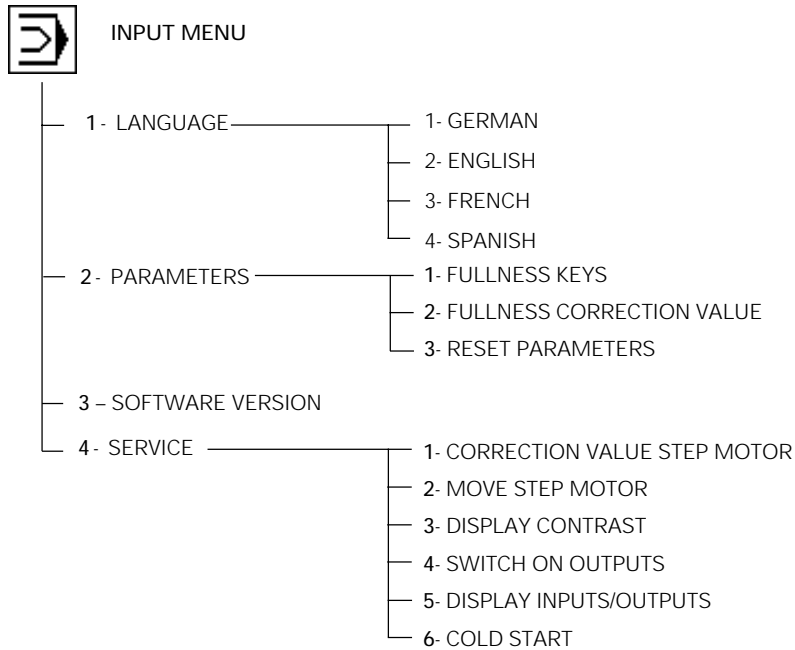 INPUT MENU
1- LANGUAGE
1- GERMAN
2- ENGLISH
3- FRENCH
4- SPANISH
2- PARAMETERS
1- FULLNESS KEYS
2- FULLNESS CORRECTION VALUE
3- RESET PARAMETERS
3 – SOFTWARE VERSION
4- SERVICE
1- CORRECTION VALUE STEP MOTOR
2- MOVE STEP MOTOR
3- DISPLAY CONTRAST
4- SWITCH ON OUTPUTS
5- DISPLAY INPUTS/OUTPUTS
6- COLD START